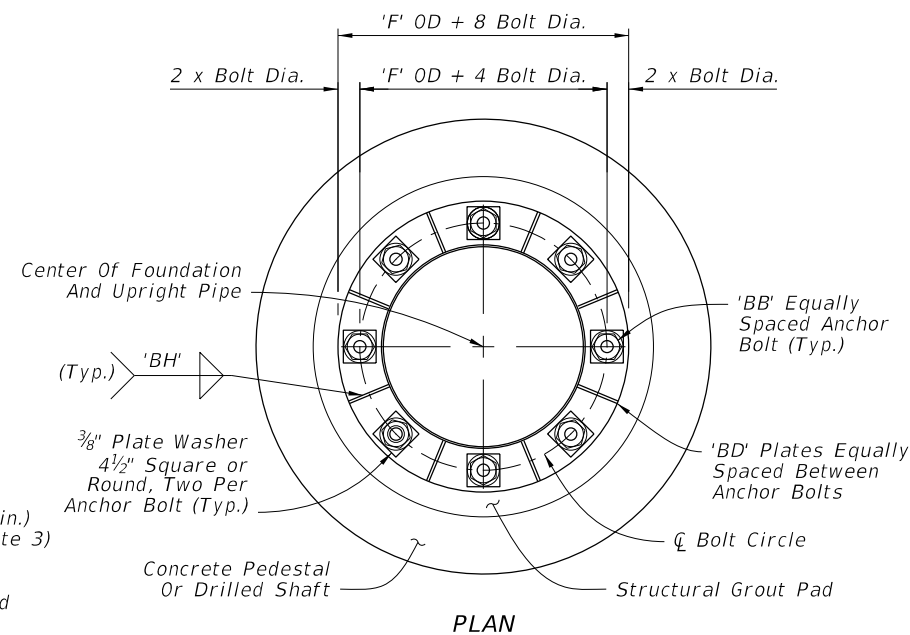 'F' OD + 8 Bolt Dia.
2 x Bolt Dia.
'F' OD + 4 Bolt Dia.
2 x Bolt Dia.
Center Of Foundation
And Upright Pipe
'BB' Equally
Spaced Anchor
Bolt (Typ.)
(Typ.)
'BH'
3/8" Plate Washer
4 1/2" Square or
Round, Two Per
Anchor Bolt (Typ.)
'BD' Plates Equally
Spaced Between
Anchor Bolts
in.)
te 3)
℄ Bolt Circle
Concrete Pedestal
Or Drilled Shaft
Structural Grout Pad
d
PLAN